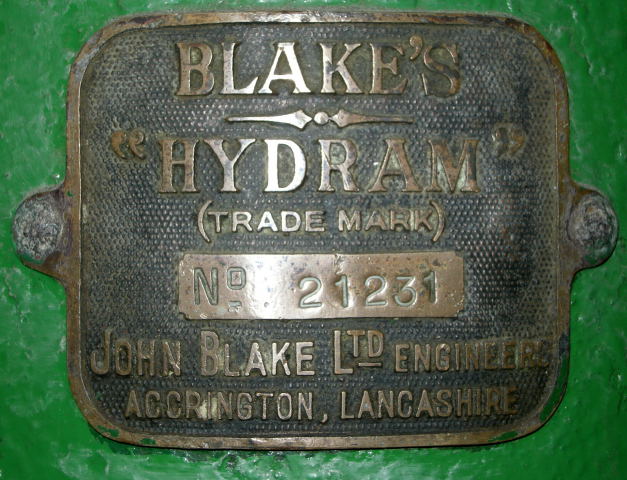 BLAKE'S
"HYDRAM"
(TRADE MARK)
No 21231
JOHN BLAKE LTD ENGINEERS
ACCRINGTON, LANCASHIRE